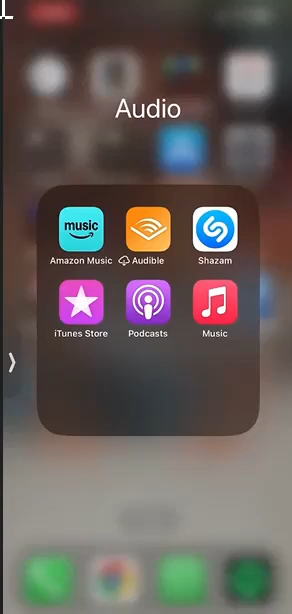 Audio
music
Amazon Music
Audible
Shazam
iTunes Store
Podcasts
Music